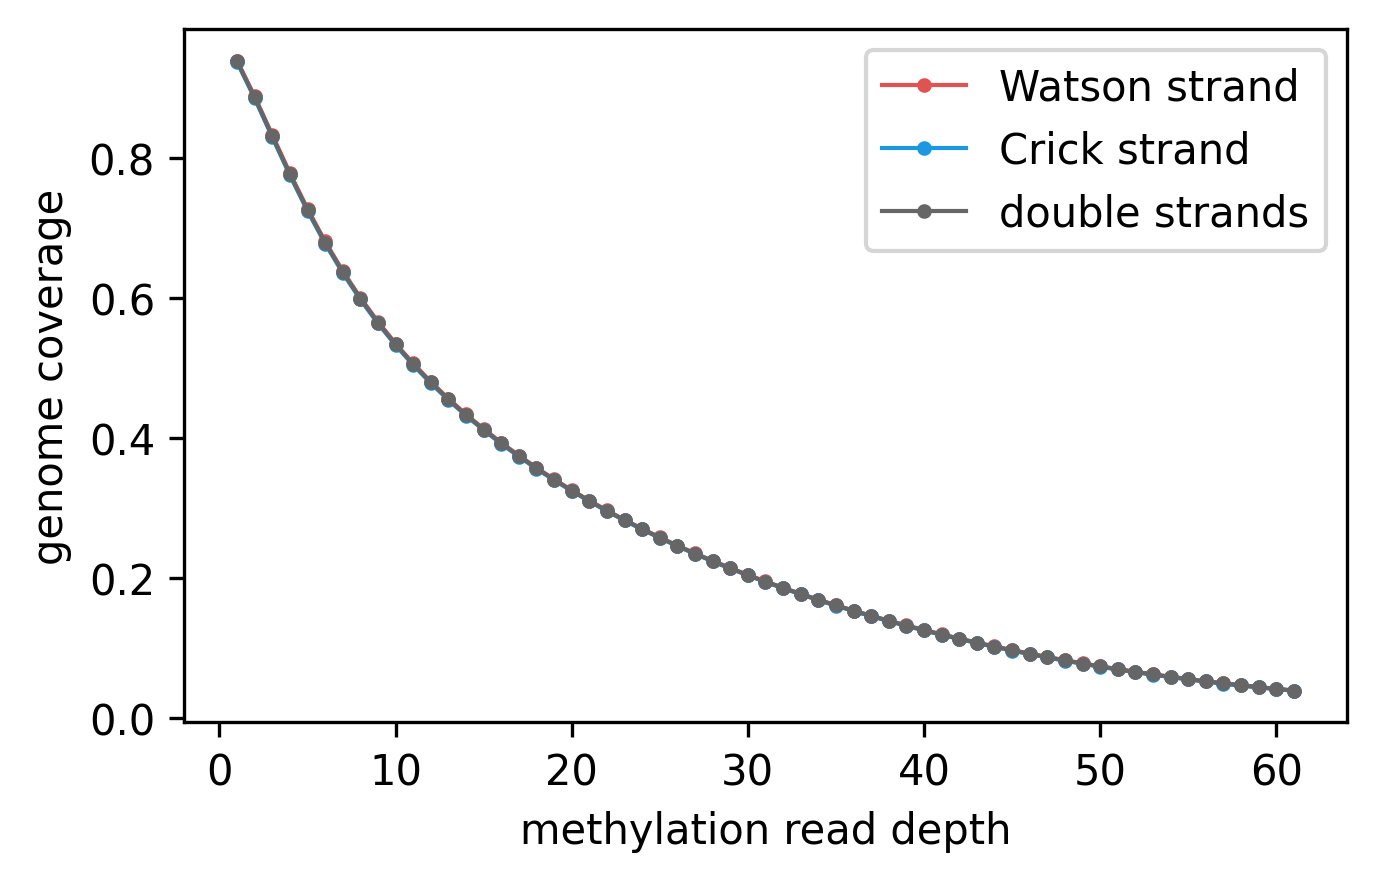 Watson strand
Crick strand
double strands
genome coverage
0.8
0.6
0.4
0.2
0.0
0 10 20 30 40 50 60
methylation read depth